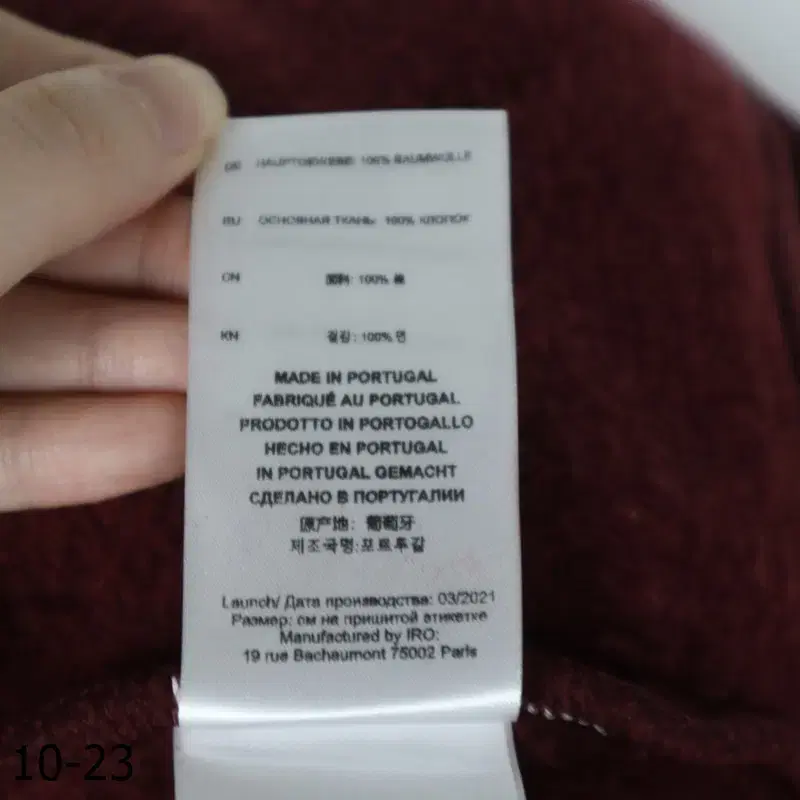 DE HAUPTGEWEBE: 100% BAUMWOLLE
RU ОСНОВНАЯ ТКАНЬ: 100% ХЛОПОК
CN 面料: 100% 棉
KN 겉감: 100% 면
MADE IN PORTUGAL
FABRIQUÉ AU PORTUGAL
PRODOTTO IN PORTOGALLO
HECHO EN PORTUGAL
IN PORTUGAL GEMACHT
СДЕЛАНО В ПОРТУГАЛИИ
原产地: 葡萄牙
제조국명:포르투갈
Launch/ Дата производства: 03/2021
Размер: см на пришитой этикетке
Manufactured by IRO:
19 rue Bachaumont 75002 Paris
10-23